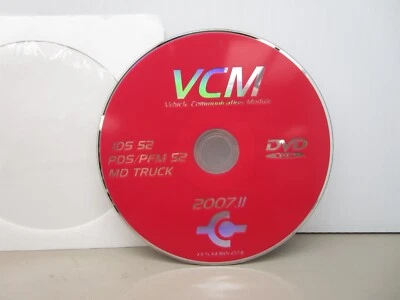 VCM
Vehicle Communication Module
IDS 52
PDS/PFM 52
MD TRUCK
DVD
2007.11